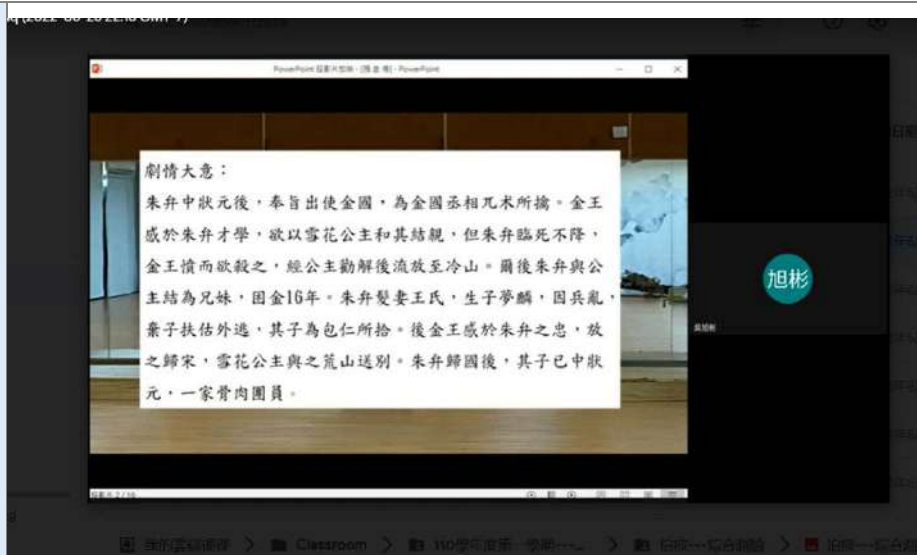 PowerPoint
劇情大意：
朱弁中狀元後，奉旨出使金國，為金國丞相兀朮所擒。金王
感於朱弁才學，欲以雪花公主和其結親，但朱弁臨死不降，
金王憤而欲殺之，經公主勸解後流放至冷山。爾後朱弁與公
主結為兄妹，困金16年。朱弁髮妻王氏，生子夢麟，因兵亂，
棄子扶估外逃，其子為包仁所拾。後金王感於朱弁之忠，放
之歸宋，雪花公主與之荒山送別。朱弁歸國後，其子已中狀
元，一家骨肉團員。
旭彬
Classroom